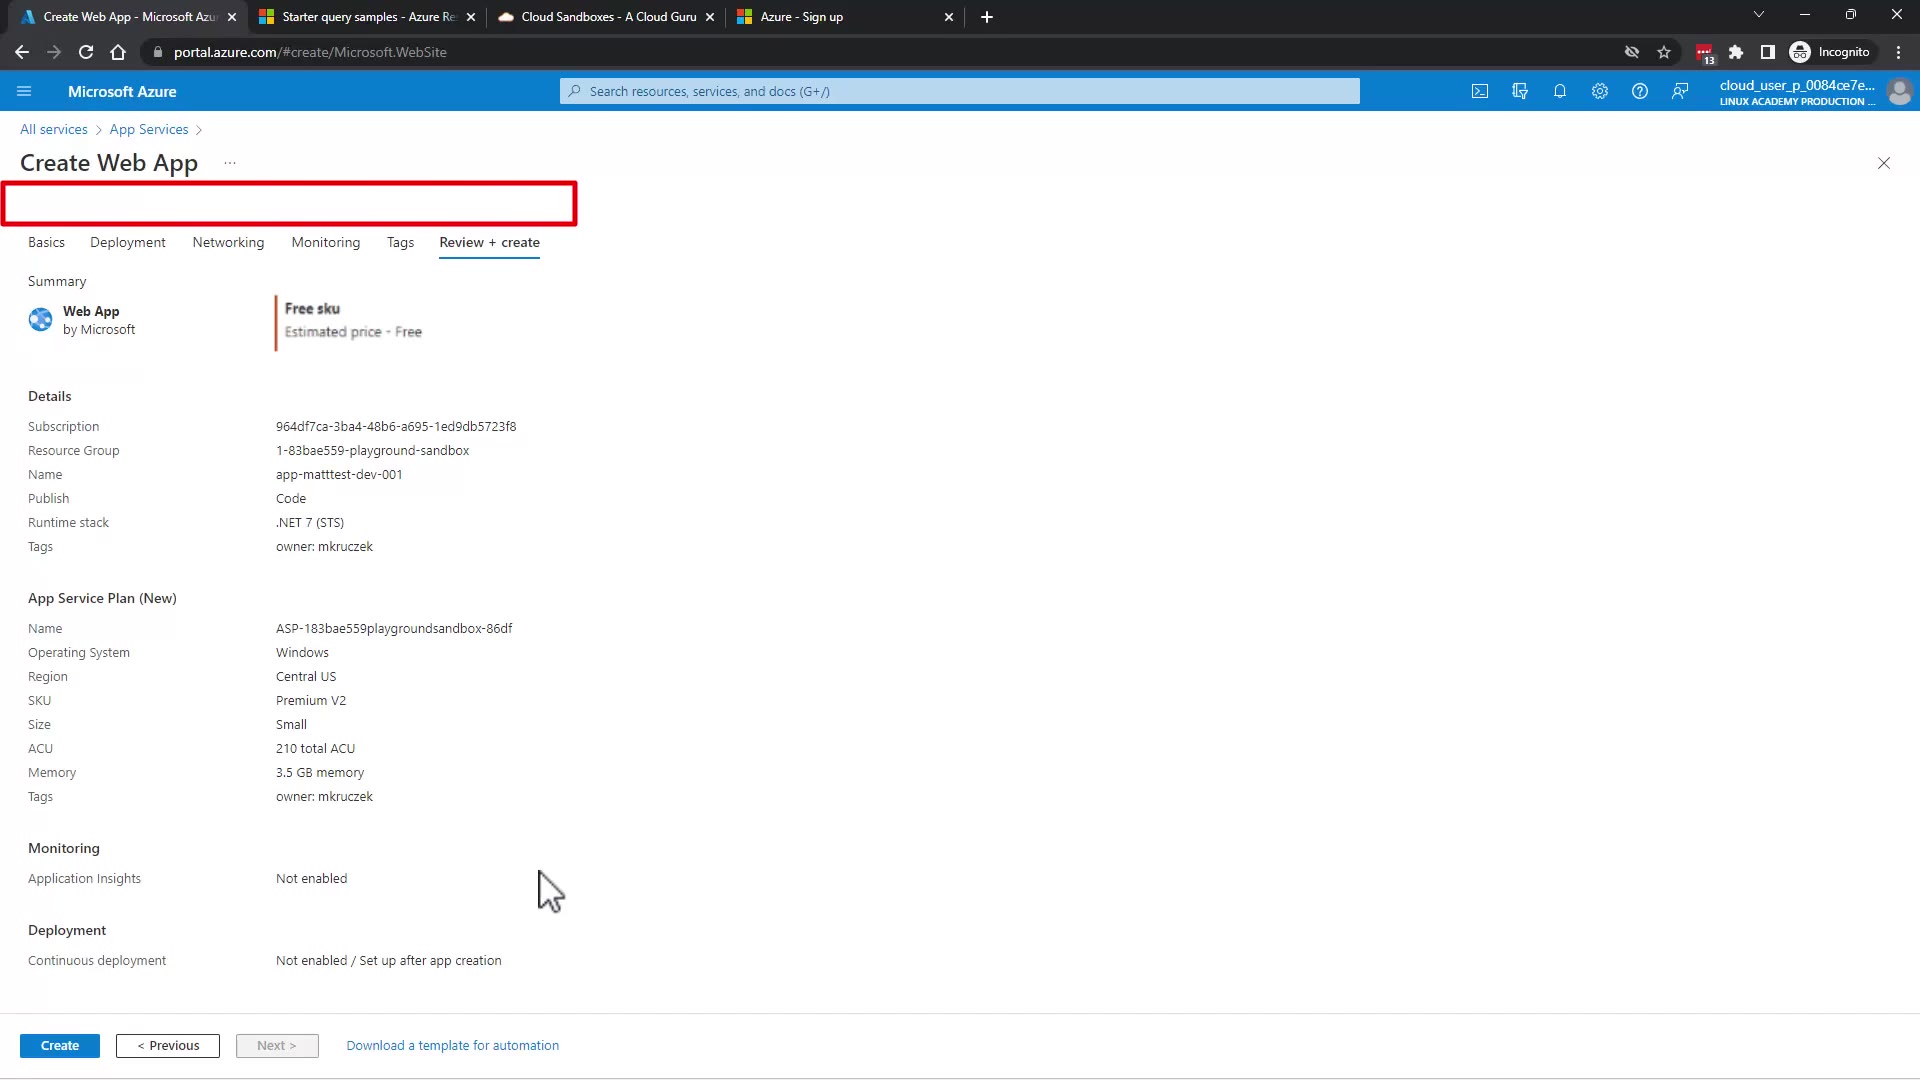 Create Web App - Microsoft Azu
Starter query samples - Azure Re
Cloud Sandboxes - A Cloud Guru
Azure - Sign up
portal.azure.com/#create/Microsoft.WebSite
13
Incognito
Microsoft Azure
Search resources, services, and docs (G+/)
cloud_user_p_0084ce7e...
LINUX ACADEMY PRODUCTION ...
All services > App Services >
Create Web App ...
Basics Deployment Networking Monitoring Tags Review + create
Summary
Web App
by Microsoft
Free sku
Estimated price - Free
Details
Subscription 964df7ca-3ba4-48b6-a695-1ed9db5723f8
Resource Group 1-83bae559-playground-sandbox
Name app-matttest-dev-001
Publish Code
Runtime stack .NET 7 (STS)
Tags owner: mkruczek
App Service Plan (New)
Name ASP-183bae559playgroundsandbox-86df
Operating System Windows
Region Central US
SKU Premium V2
Size Small
ACU 210 total ACU
Memory 3.5 GB memory
Tags owner: mkruczek
Monitoring
Application Insights Not enabled
Deployment
Continuous deployment Not enabled / Set up after app creation
Create < Previous Next > Download a template for automation